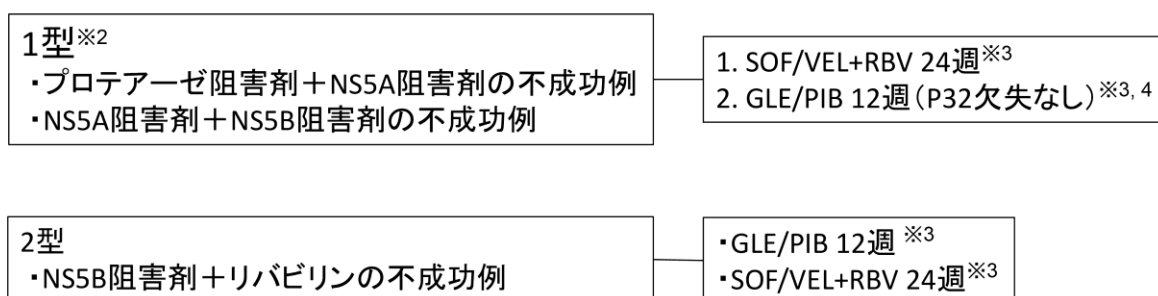 1型※2
・プロテアーゼ阻害剤＋NS5A阻害剤の不成功例
・NS5A阻害剤＋NS5B阻害剤の不成功例
1. SOF/VEL+RBV 24週※3
2. GLE/PIB 12週（P32欠失なし）※3, 4
2型
・NS5B阻害剤＋リバビリンの不成功例
・GLE/PIB 12週 ※3
・SOF/VEL+RBV 24週※3